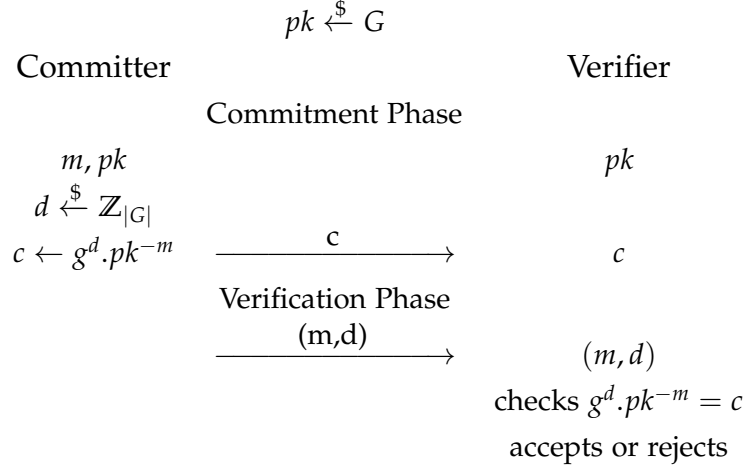 pk ←$ G
Committer Verifier
Commitment Phase
m, pk pk
d ←$ ℤ|G|
c ← g^d.pk^−m c c
Verification Phase
(m,d)
(m, d)
checks g^d.pk^−m = c
accepts or rejects